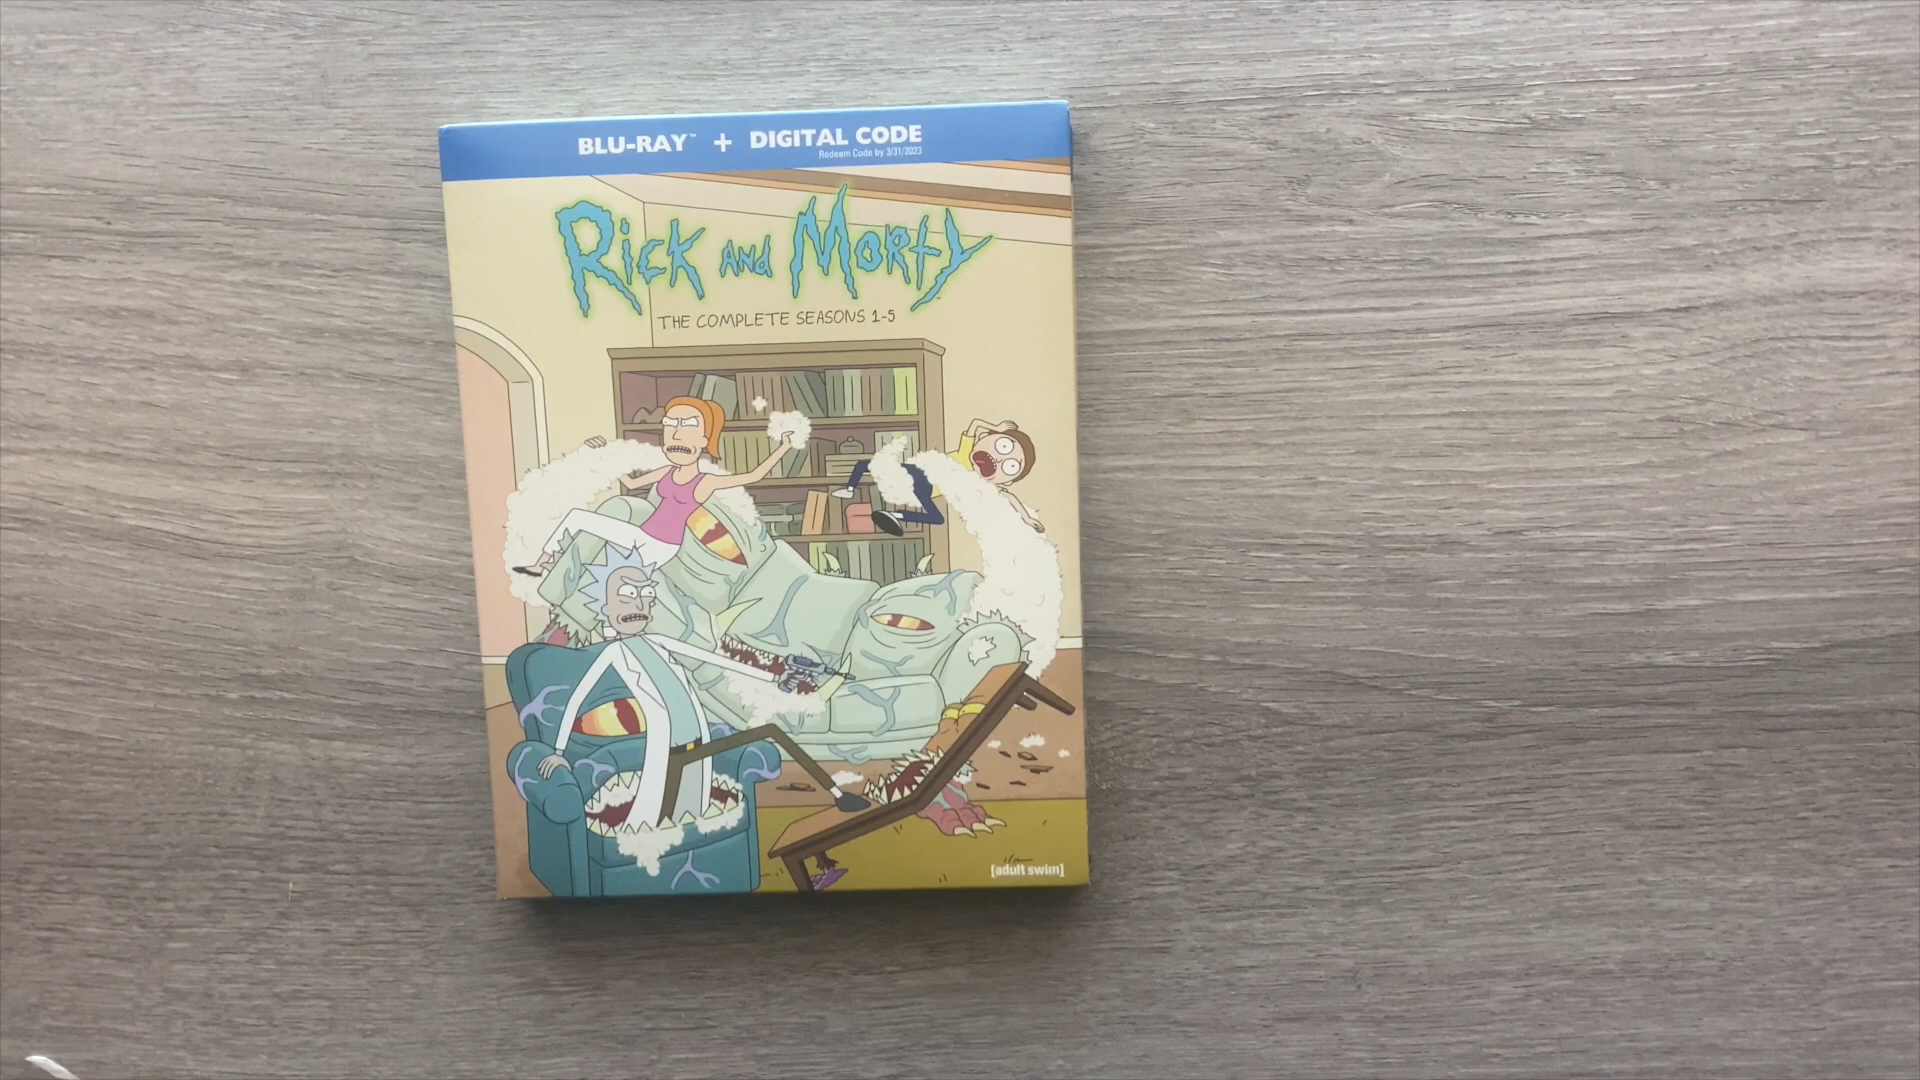 BLU-RAY™ + DIGITAL CODE
Redeem Code by 3/31/2023
Rick and Morty
THE COMPLETE SEASONS 1-5
[adult swim]